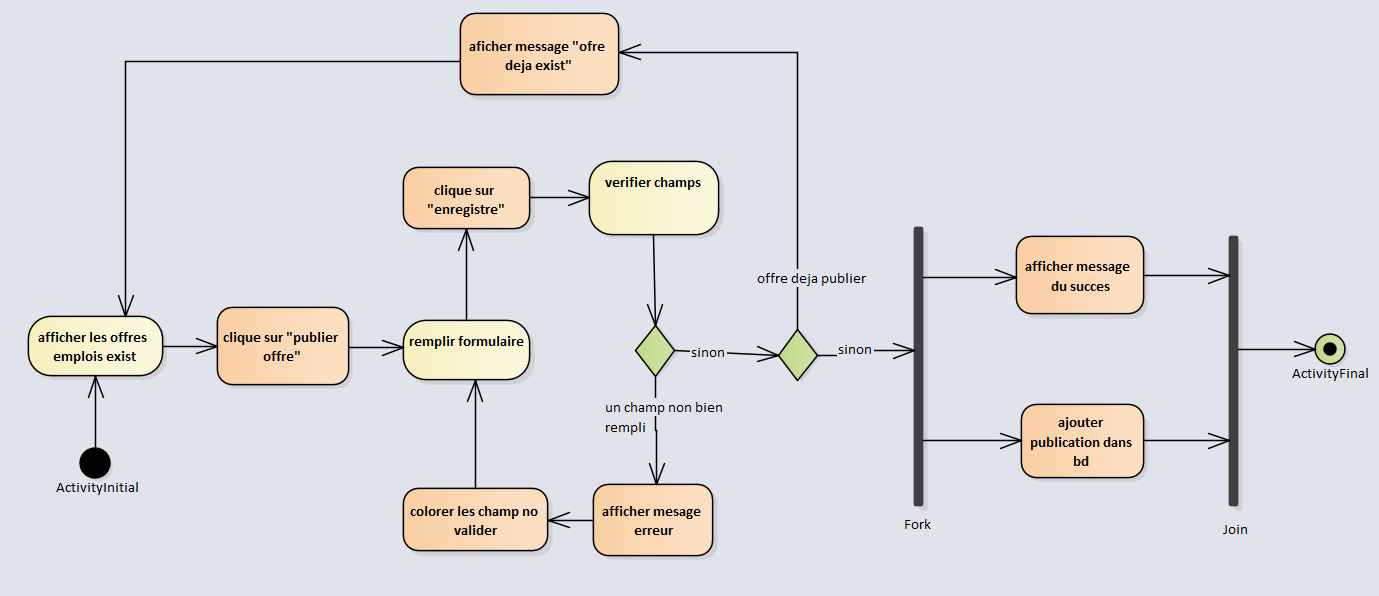 aficher message "ofre
deja exist"
clique sur
"enregistre"
verifier champs
offre deja publier
afficher message
du succes
afficher les offres
emplois exist
clique sur "publier
offre"
remplir formulaire
sinon
sinon
ActivityFinal
un champ non bien
rempli
ajouter
publication dans
bd
ActivityInitial
colorer les champ no
valider
afficher mesage
erreur
Fork
Join